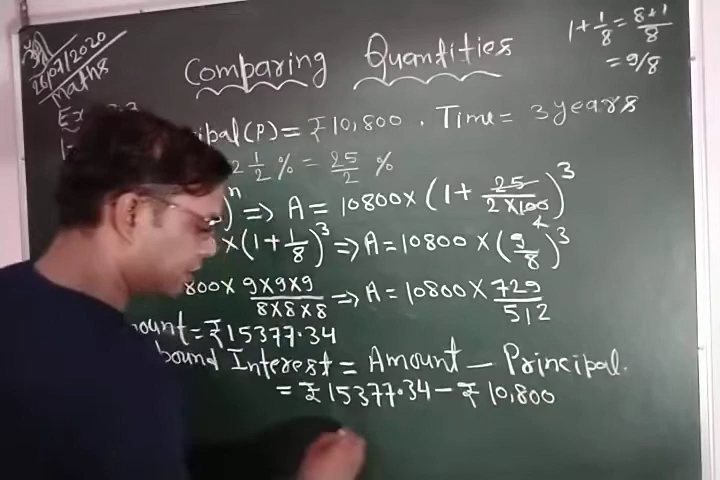 26/07/2020
Maths
Comparing Quantities
1 + 1/8 = 8+1/8
= 9/8
Ex
(P) = ₹10,800 . Time = 3 years
2 1/2 % = 25/2 %
)ⁿ => A = 10800 × (1 + 25/2×100)³
4
× (1 + 1/8)³ => A = 10800 × (9/8)³
800 × 9×9×9/8×8×8 => A = 10800 × 729/512
= ₹15377.34
Interest = Amount – Principal.
= ₹15377.34 – ₹10,800